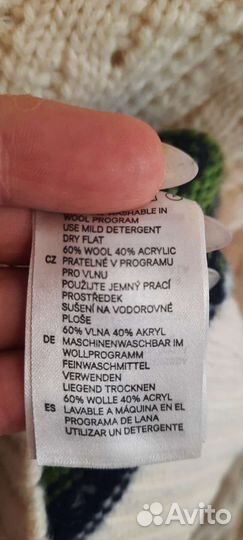 WASHABLE IN
WOOL PROGRAM
USE MILD DETERGENT
DRY FLAT
60% WOOL 40% ACRYLIC
CZ PRATELNÉ V PROGRAMU
PRO VLNU
POUŽIJTE JEMNÝ PRACÍ
PROSTŘEDEK
SUŠENÍ NA VODOROVNÉ
PLOŠE
60% VLNA 40% AKRYL
DE MASCHINENWASCHBAR IM
WOLLPROGRAMM
FEINWASCHMITTEL
VERWENDEN
LIEGEND TROCKNEN
60% WOLLE 40% ACRYL
ES LAVABLE A MÁQUINA EN EL
PROGRAMA DE LANA
UTILIZAR UN DETERGENTE
Avito